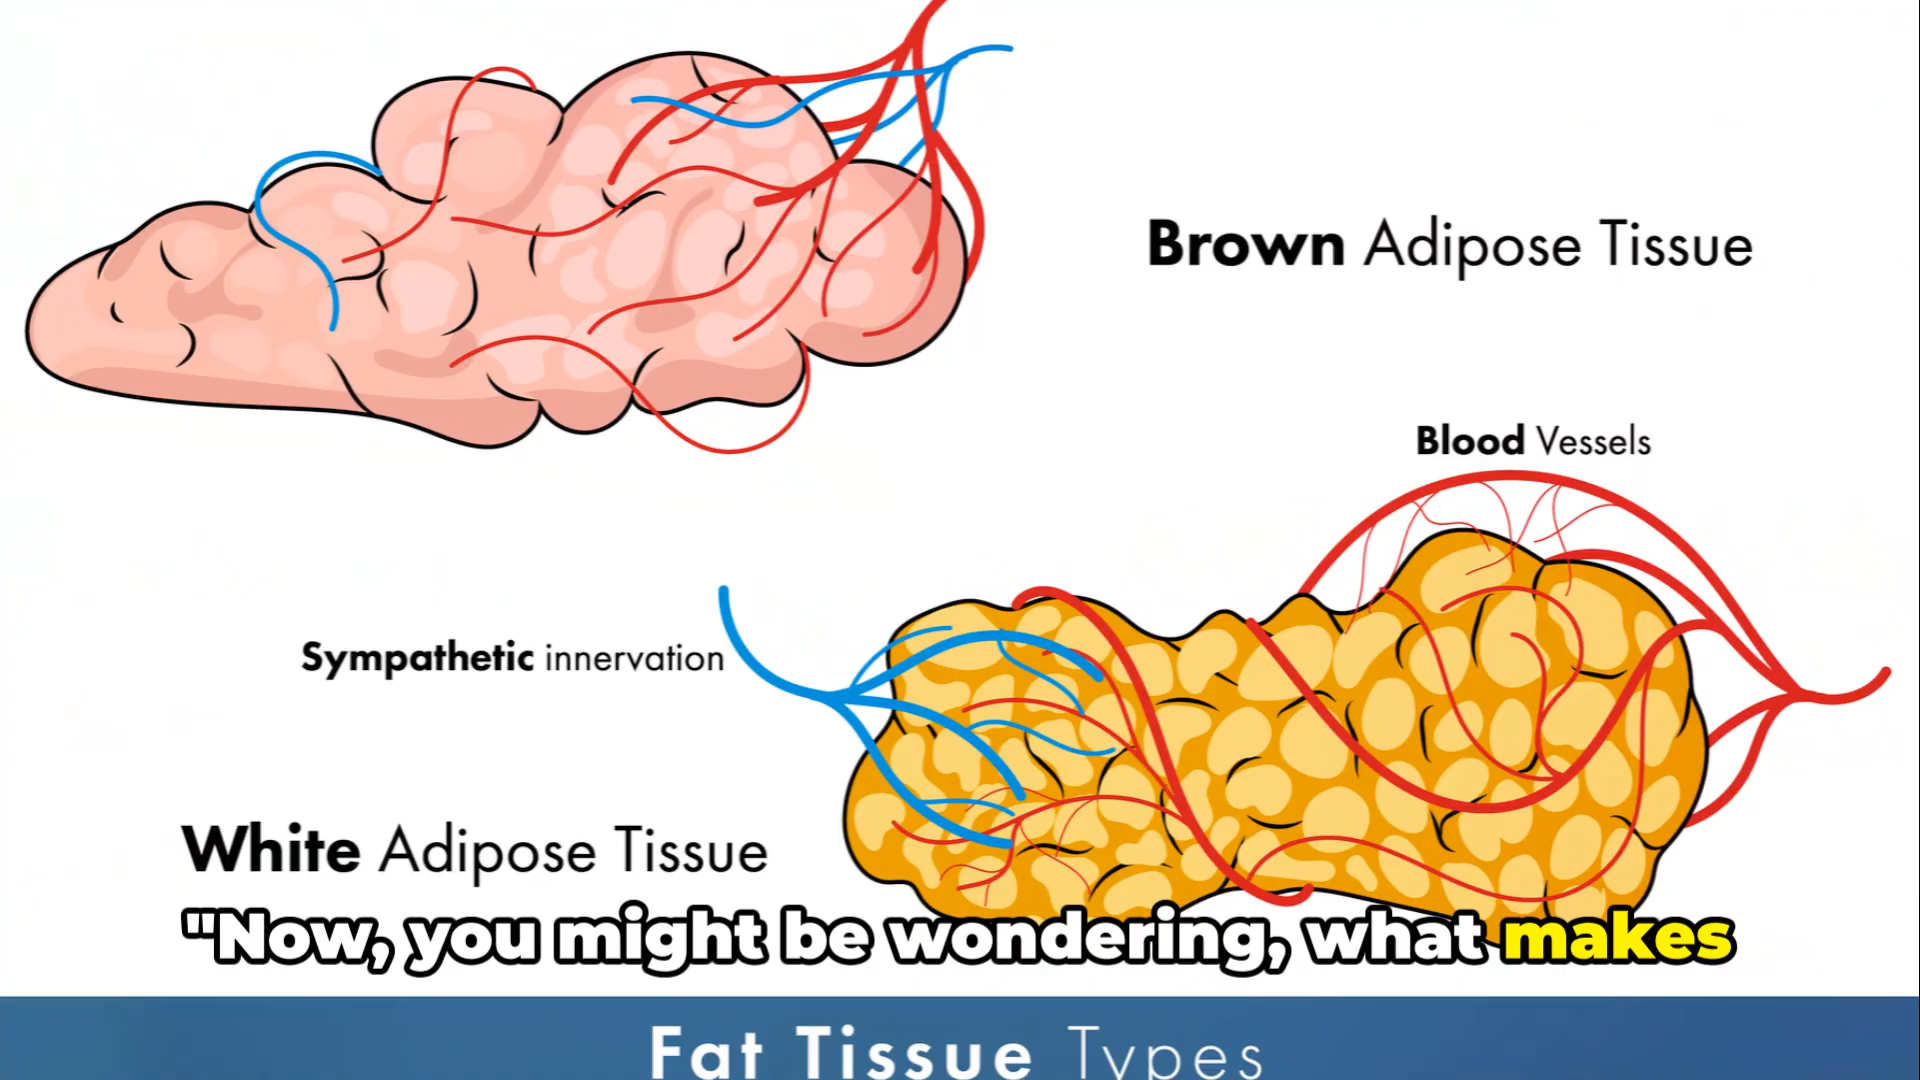 Brown Adipose Tissue
Blood Vessels
Sympathetic innervation
White Adipose Tissue
"Now, you might be wondering, what makes
Fat Tissue Types